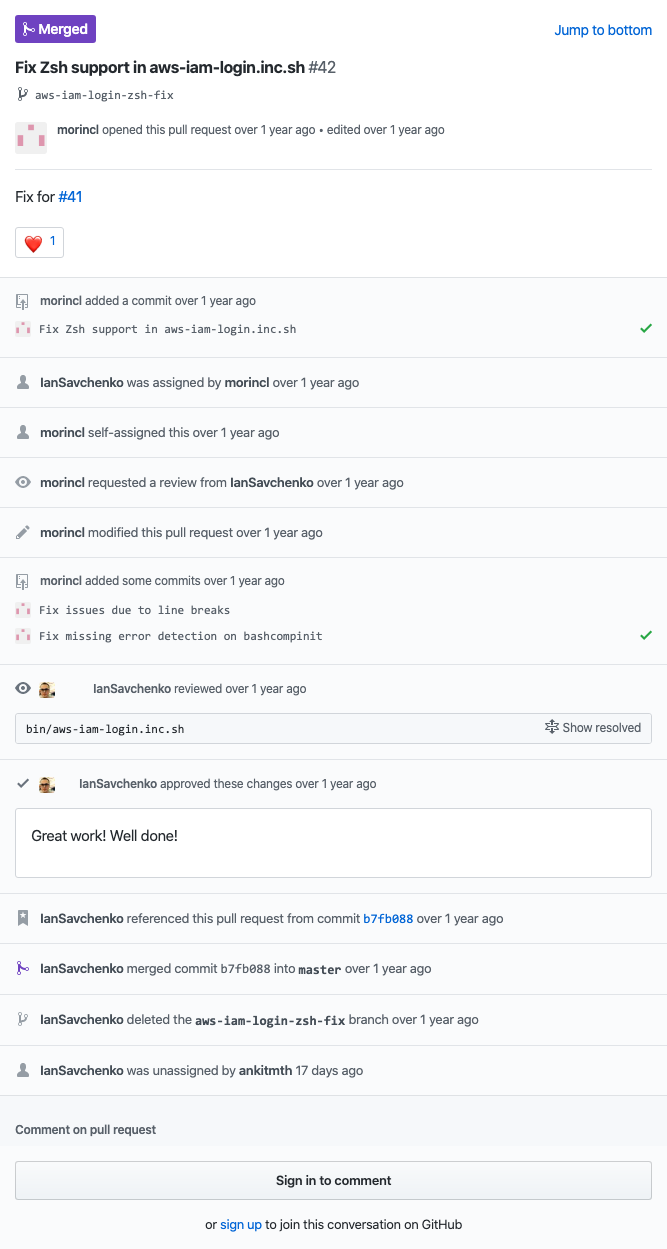 Merged
Jump to bottom
Fix Zsh support in aws-iam-login.inc.sh #42
aws-iam-login-zsh-fix
morincl opened this pull request over 1 year ago • edited over 1 year ago
Fix for #41
1
morincl added a commit over 1 year ago
Fix Zsh support in aws-iam-login.inc.sh
IanSavchenko was assigned by morincl over 1 year ago
morincl self-assigned this over 1 year ago
morincl requested a review from IanSavchenko over 1 year ago
morincl modified this pull request over 1 year ago
morincl added some commits over 1 year ago
Fix issues due to line breaks
Fix missing error detection on bashcompinit
IanSavchenko reviewed over 1 year ago
bin/aws-iam-login.inc.sh Show resolved
IanSavchenko approved these changes over 1 year ago
Great work! Well done!
IanSavchenko referenced this pull request from commit b7fb088 over 1 year ago
IanSavchenko merged commit b7fb088 into master over 1 year ago
IanSavchenko deleted the aws-iam-login-zsh-fix branch over 1 year ago
IanSavchenko was unassigned by ankitmth 17 days ago
Comment on pull request
Sign in to comment
or sign up to join this conversation on GitHub